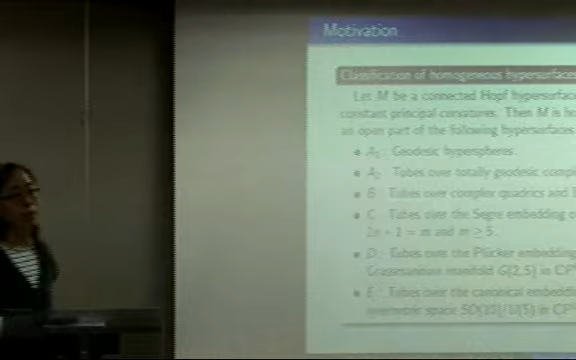 Motivation
Classification of homogeneous hypersurfaces
Let M be a connected Hopf hypersurface
constant principal curvatures. Then M is
an open part of the following hypersurfaces
• A₁: Geodesic hyperspheres.
• A₂: Tubes over totally geodesic
• B: Tubes over complex quadrics and
• C: Tubes over the Segre embedding
2n + 1 = m and m ≥ 5.
• D: Tubes over the Plücker embedding
Grassmannian manifold G(2,5) in CP
• E: Tubes over the canonical embedding
symmetric space SO(10)/U(5) in CP